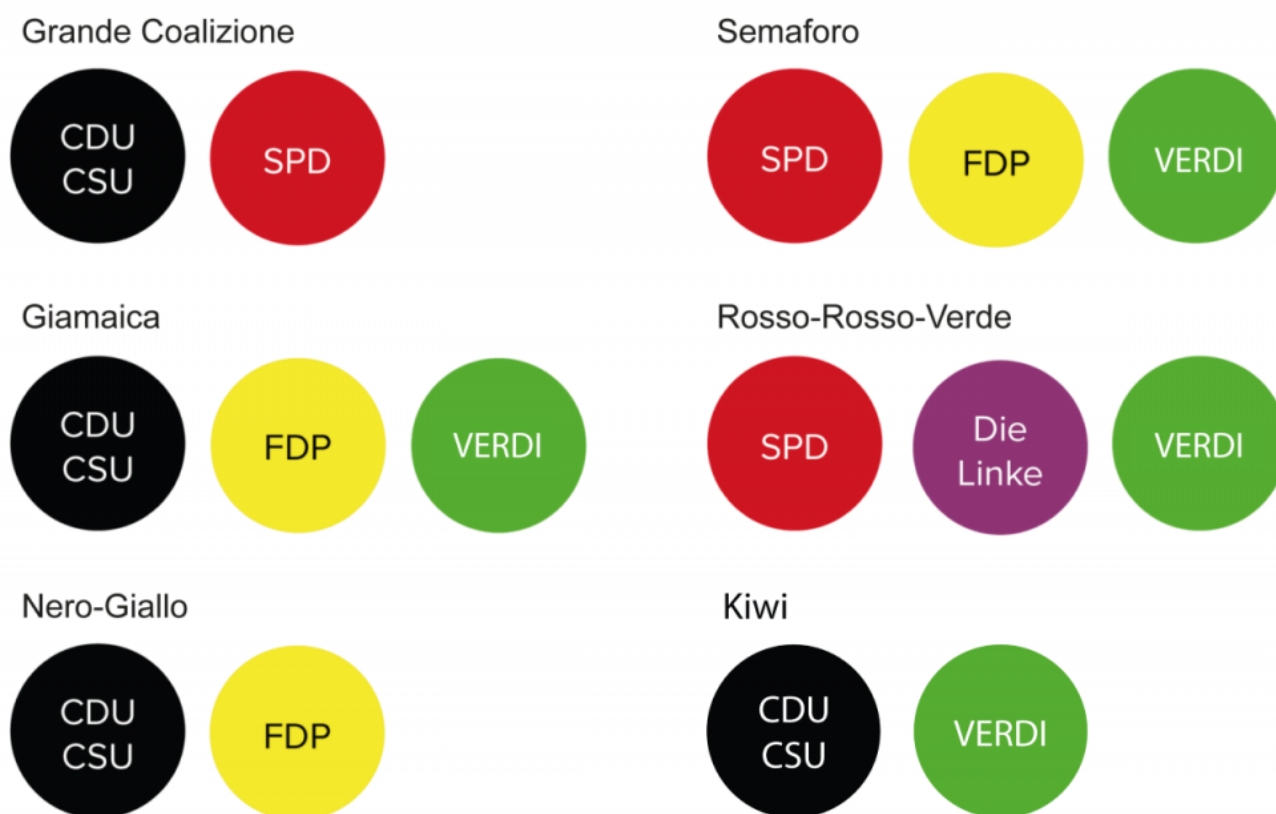 Grande Coalizione
CDU
CSU
SPD
Semaforo
SPD
FDP
VERDI
Giamaica
CDU
CSU
FDP
VERDI
Rosso-Rosso-Verde
SPD
Die
Linke
VERDI
Nero-Giallo
CDU
CSU
FDP
Kiwi
CDU
CSU
VERDI